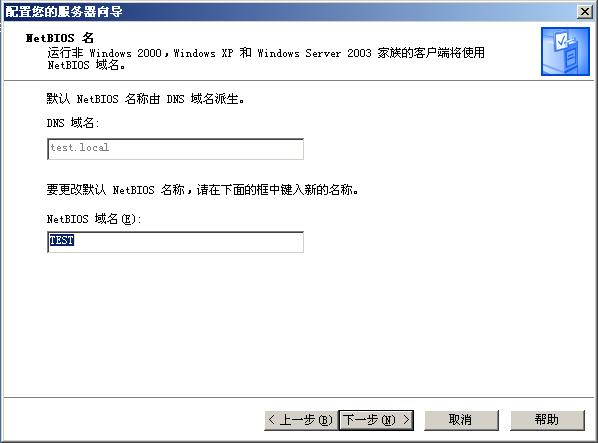 配置您的服务器向导
NetBIOS 名
运行非 Windows 2000，Windows XP 和 Windows Server 2003 家族的客户端将使用
NetBIOS 域名。
默认 NetBIOS 名称由 DNS 域名派生。
DNS 域名:
test.local
要更改默认 NetBIOS 名称，请在下面的框中键入新的名称。
NetBIOS 域名(E):
TEST
< 上一步(B) 下一步(N) > 取消 帮助